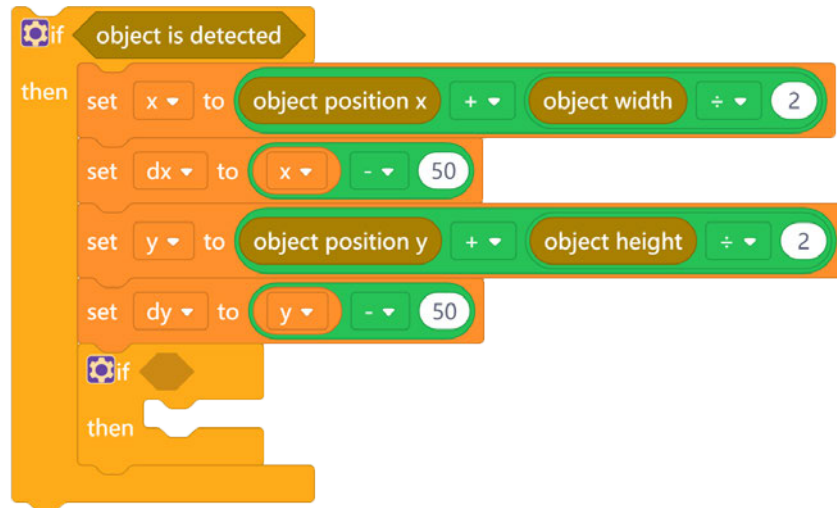 if object is detected
then
set x to object position x + object width ÷ 2
set dx to x - 50
set y to object position y + object height ÷ 2
set dy to y - 50
if
then